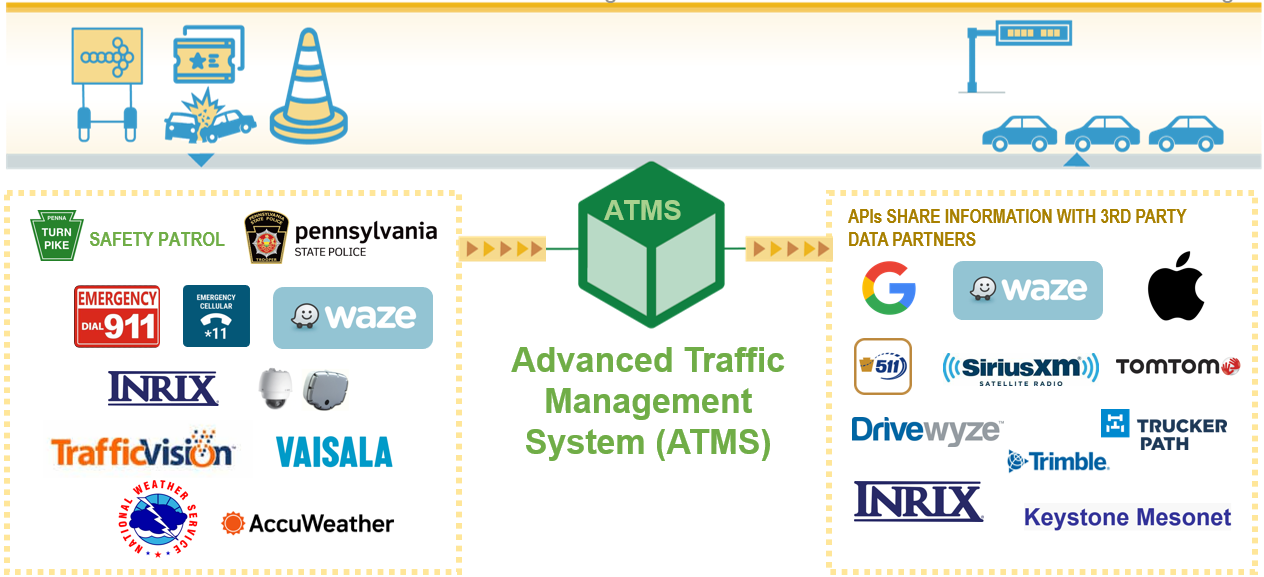 PENNA
TURN
PIKE
SAFETY PATROL
PENNSYLVANIA
STATE POLICE
TROOPER
pennsylvania
STATE POLICE
EMERGENCY
DIAL 911
EMERGENCY
CELLULAR
*11
waze
INRIX
TrafficVision
VAISALA
NATIONAL WEATHER SERVICE
AccuWeather
ATMS
Advanced Traffic
Management
System (ATMS)
APIs SHARE INFORMATION WITH 3RD PARTY
DATA PARTNERS
G
waze
511
SiriusXM
SATELLITE RADIO
TOMTOM
Drivewyze
TRUCKER
PATH
Trimble
INRIX
Keystone Mesonet